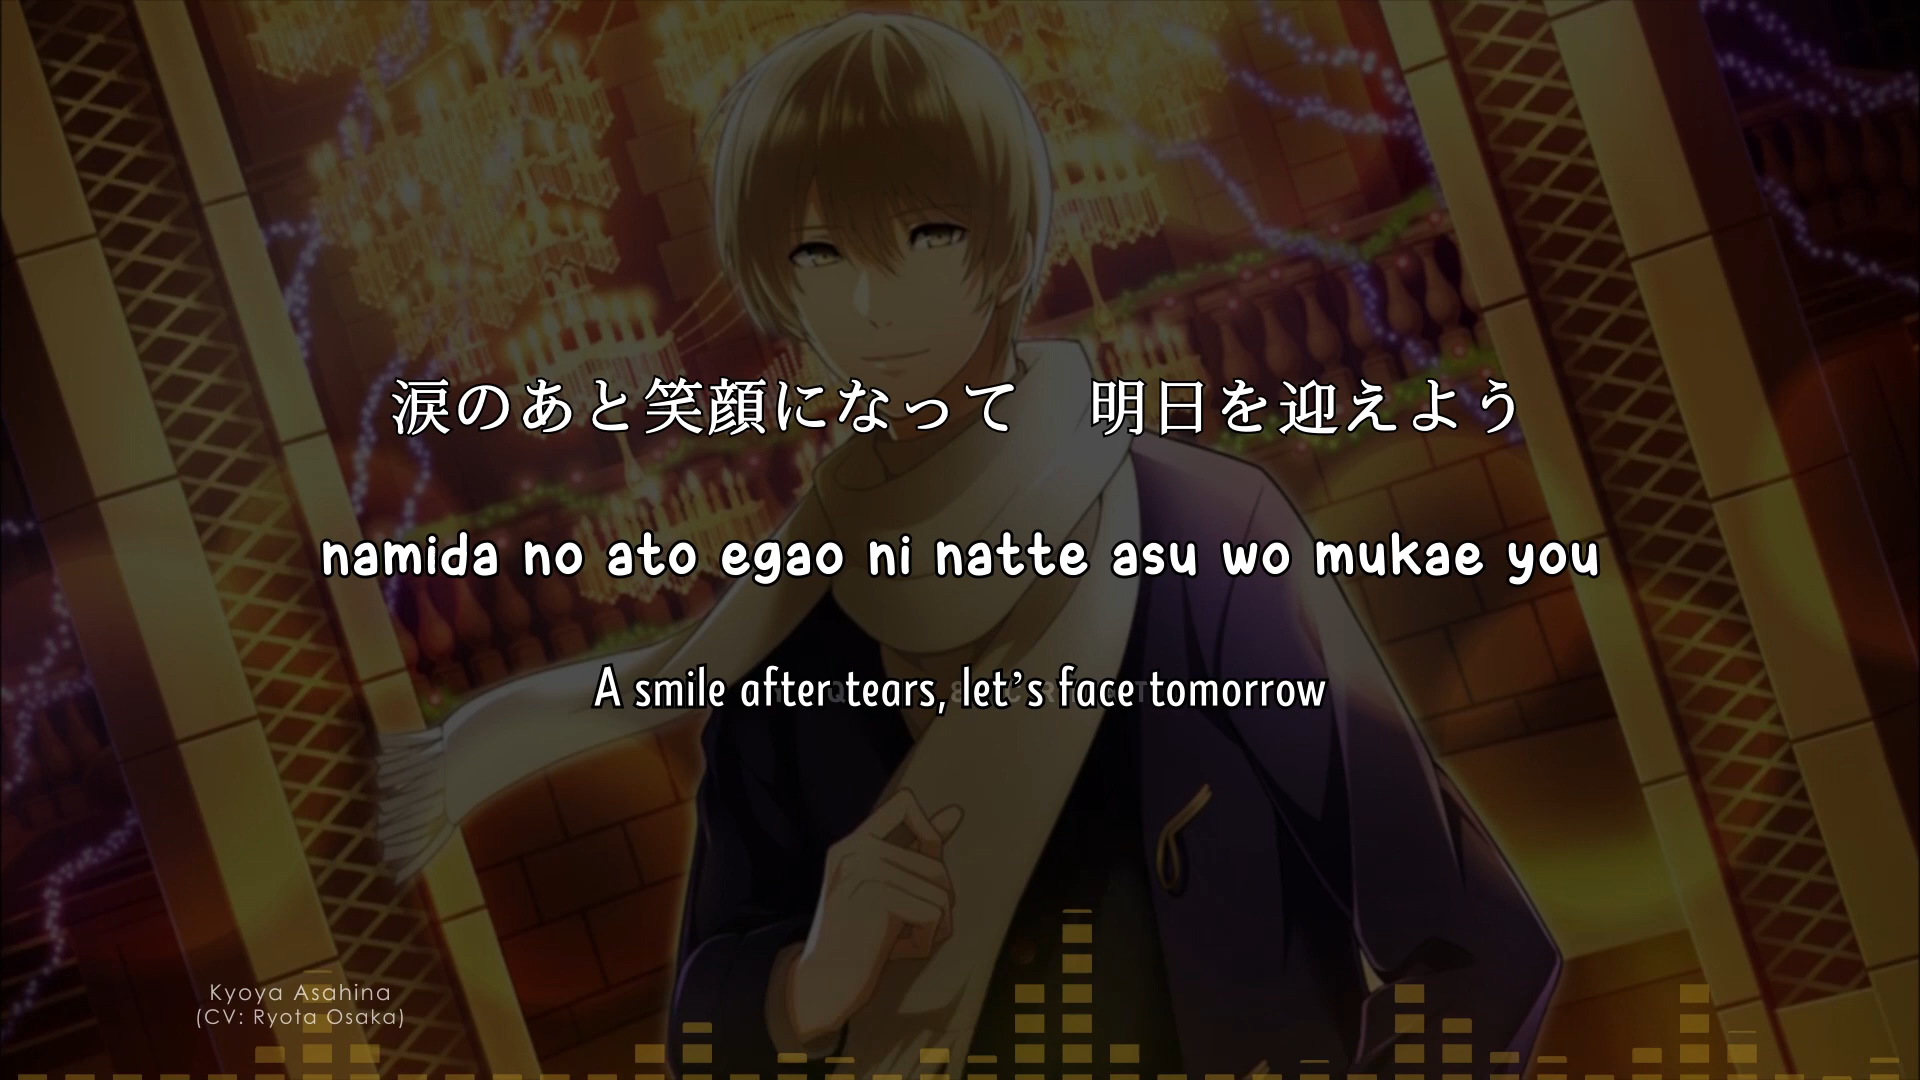 涙のあと笑顔になって　明日を迎えよう
namida no ato egao ni natte asu wo mukae you
A smile after tears, let’s face tomorrow
Kyoya Asahina
(CV: Ryota Osaka)